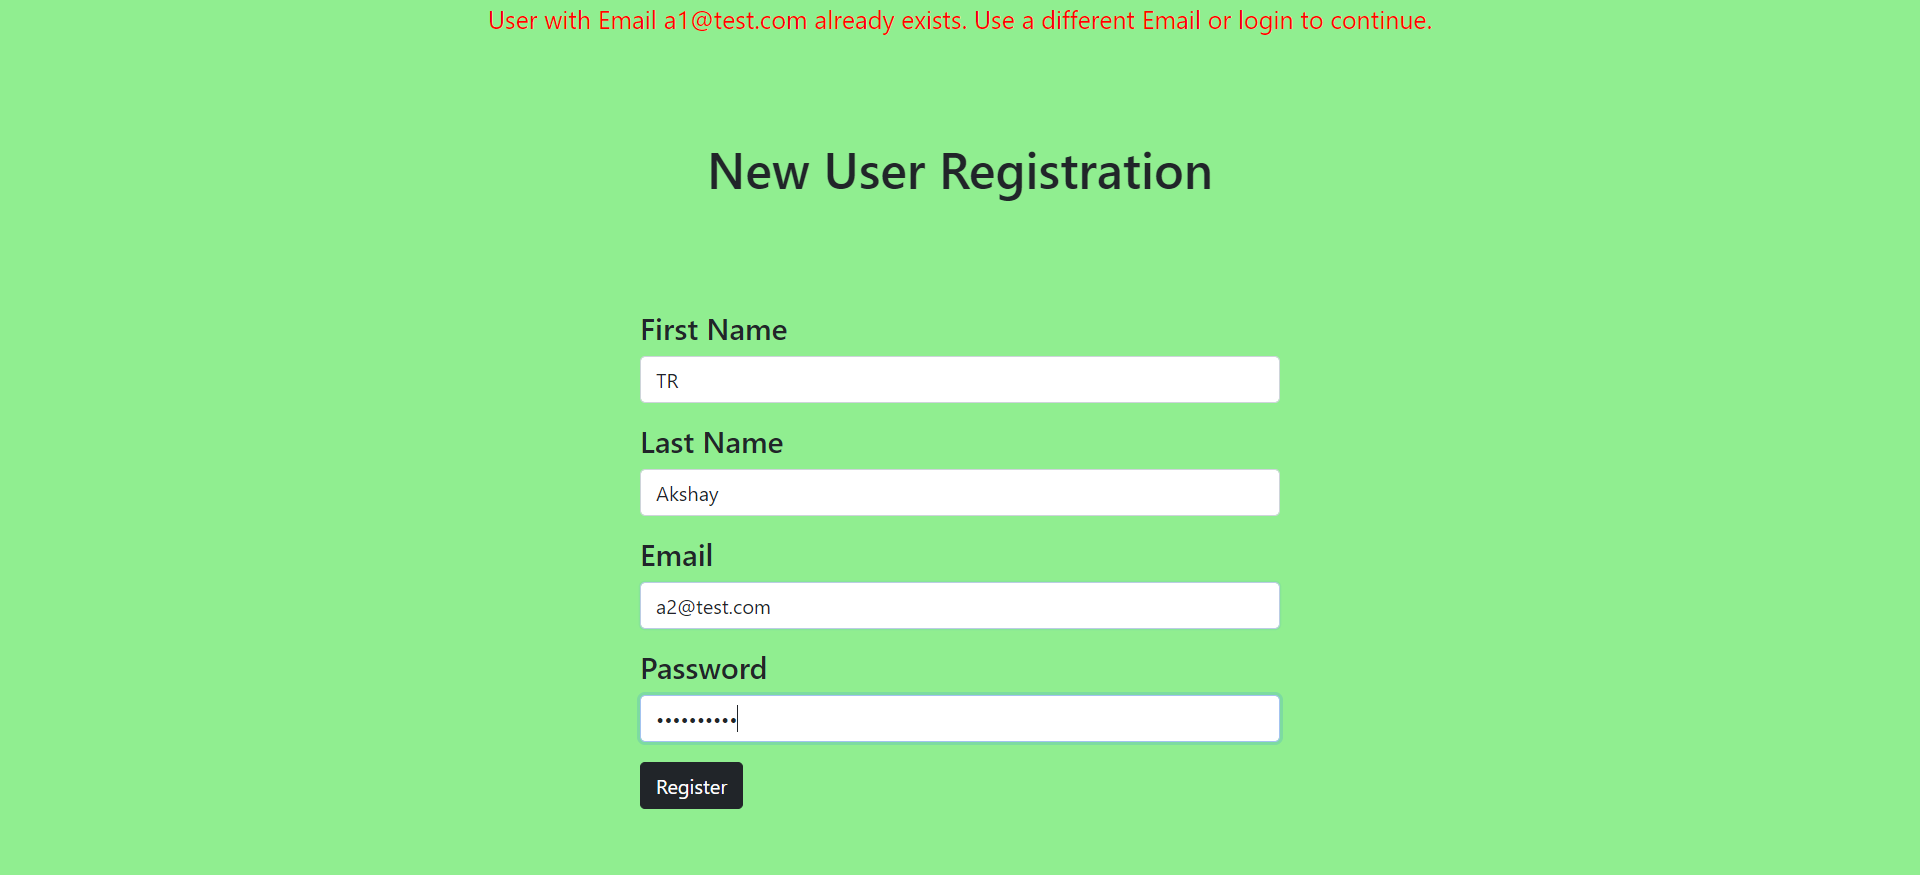 User with Email a1@test.com already exists. Use a different Email or login to continue.
New User Registration
First Name
TR
Last Name
Akshay
Email
a2@test.com
Password
••••••••••
Register